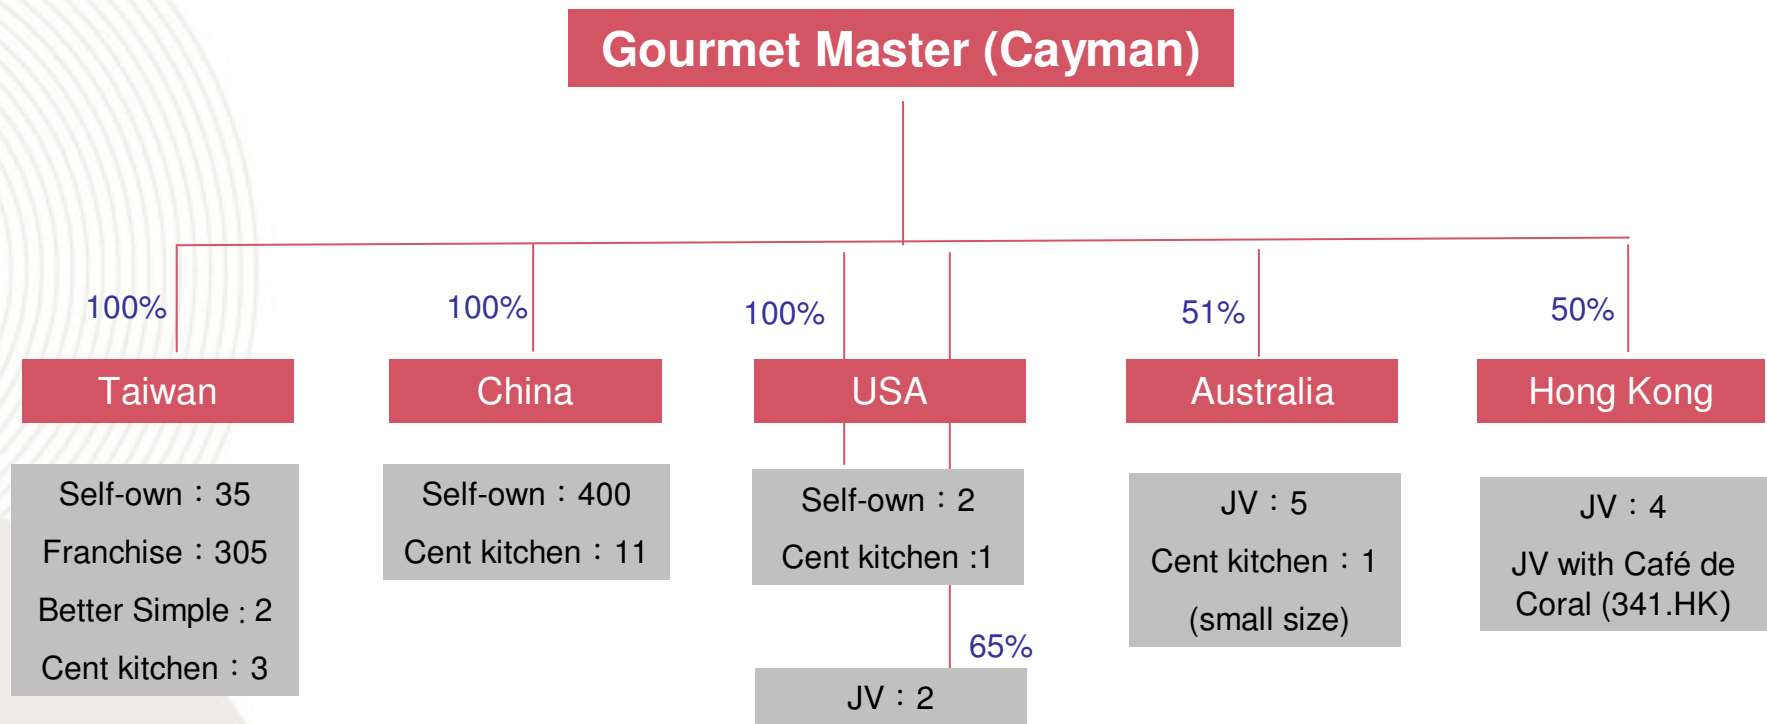 Gourmet Master (Cayman)
100%
100%
100%
51%
50%
Taiwan
China
USA
Australia
Hong Kong
Self-own：35
Franchise：305
Better Simple : 2
Cent kitchen：3
Self-own：400
Cent kitchen：11
Self-own：2
Cent kitchen :1
65%
JV：2
JV：5
Cent kitchen：1
(small size)
JV：4
JV with Café de
Coral (341.HK)